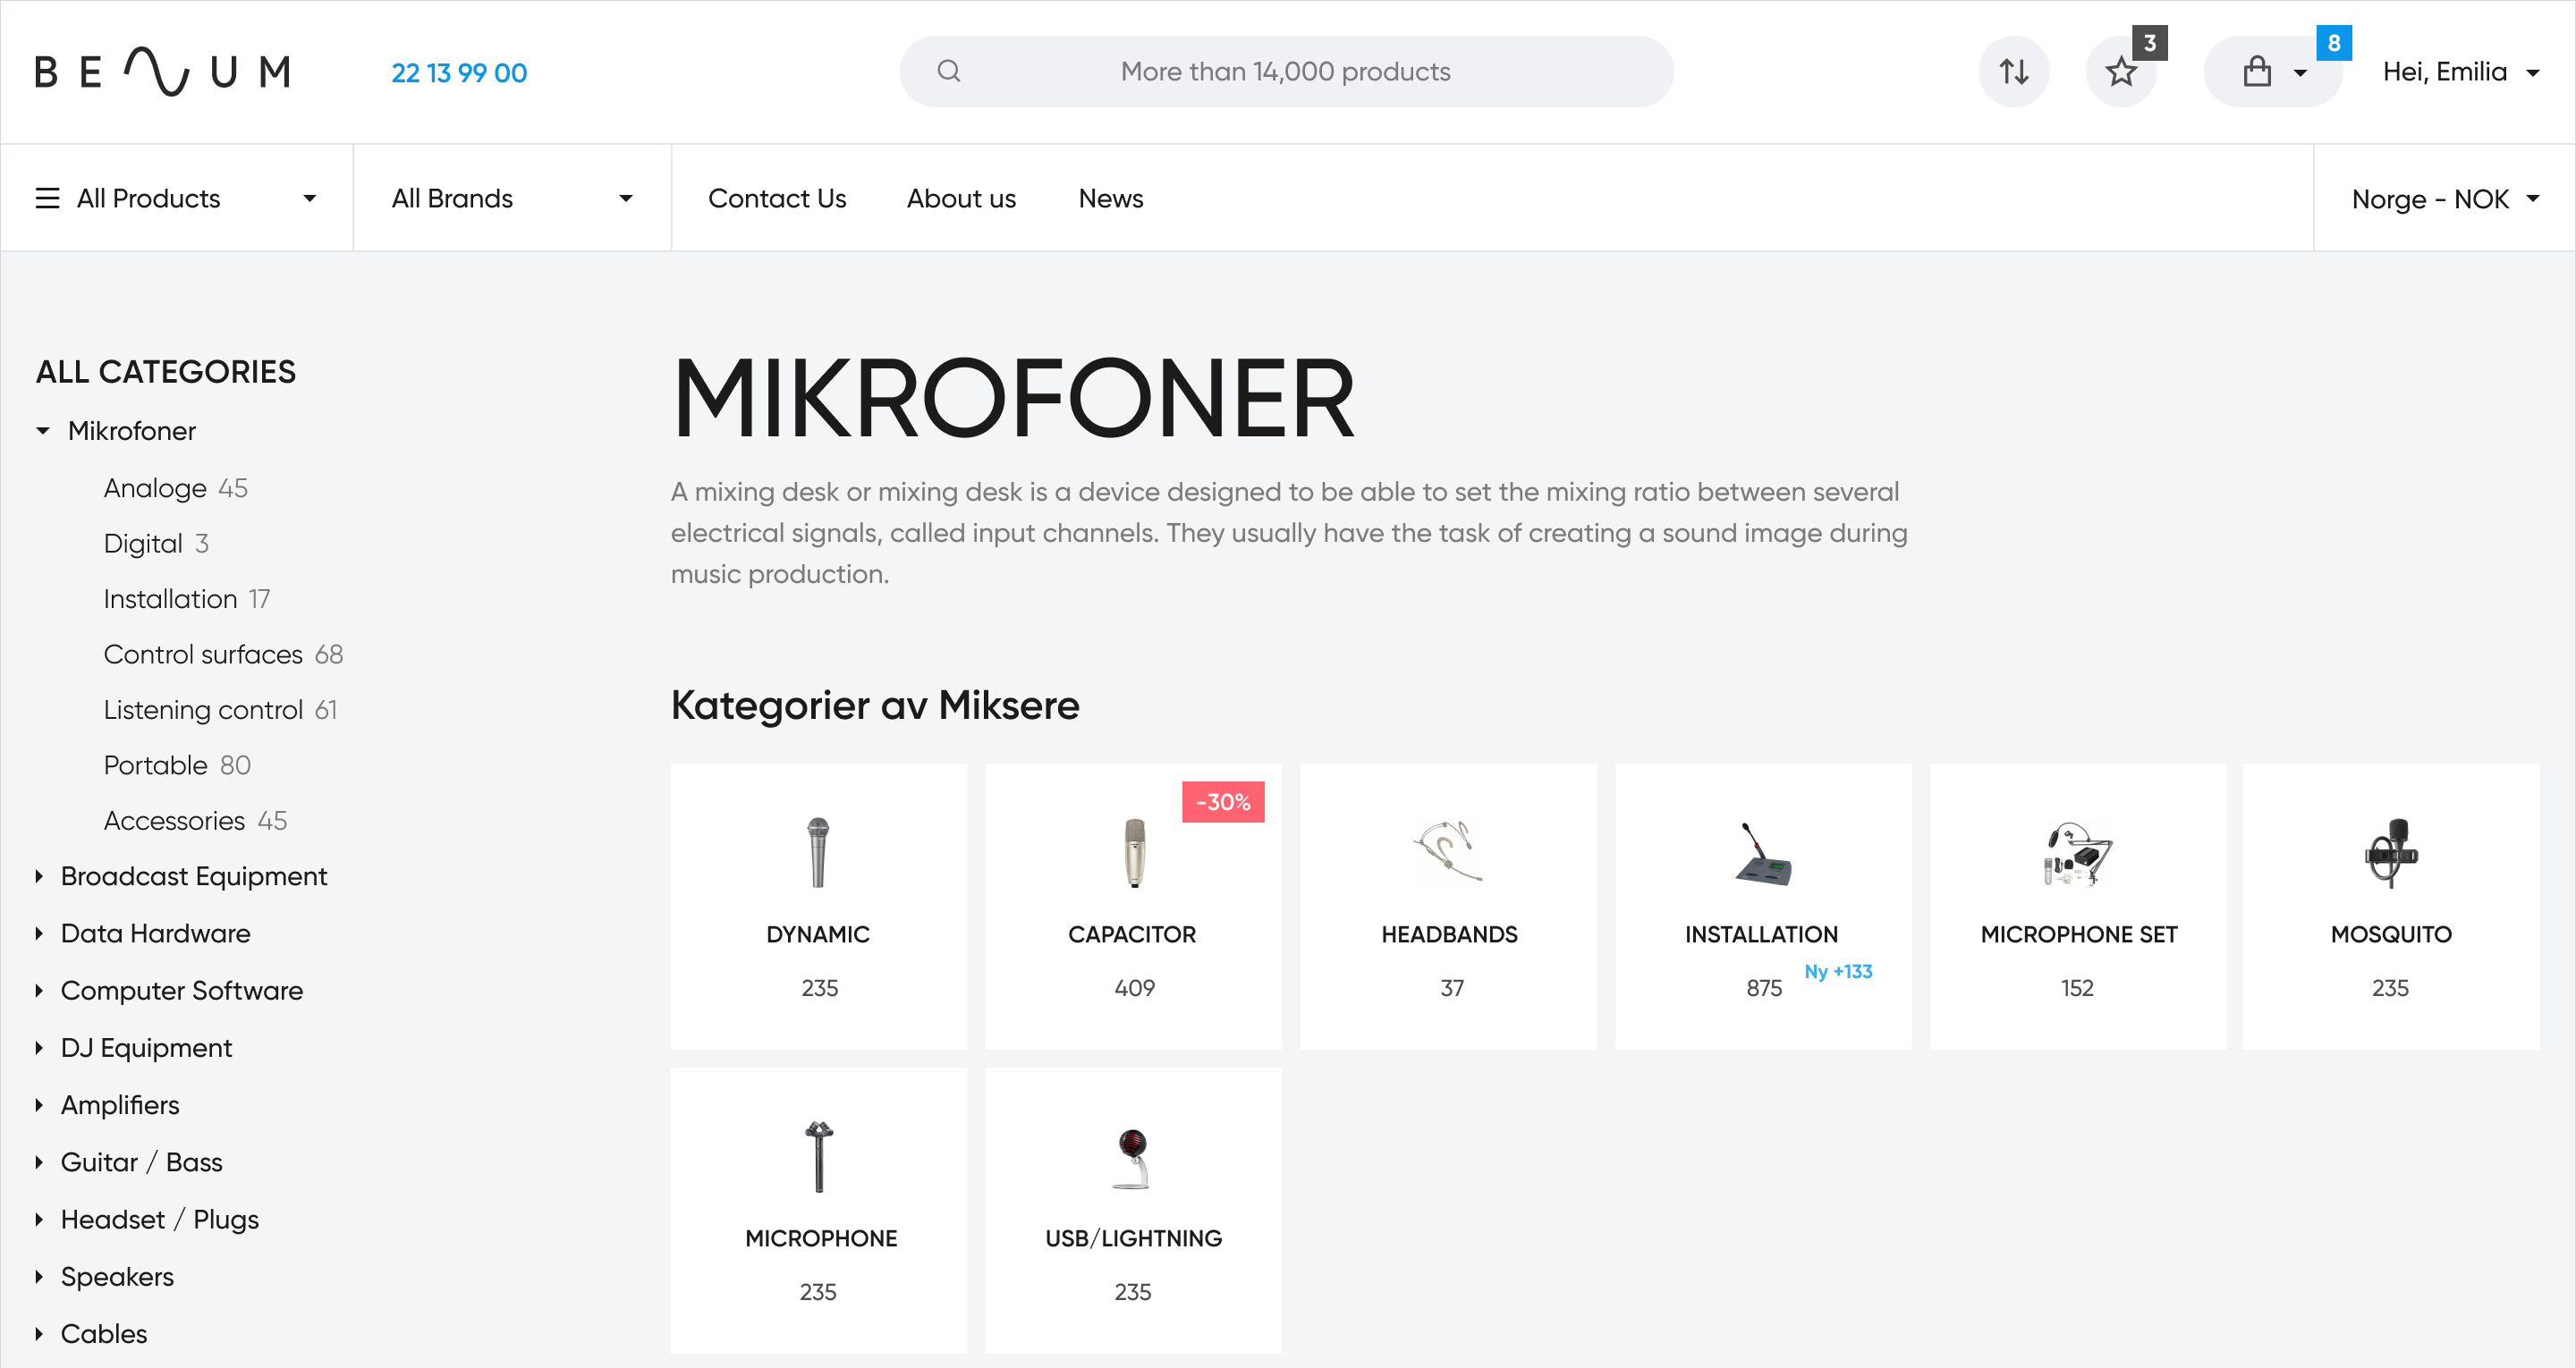 BENUM
22 13 99 00
More than 14,000 products
3
8
Hei, Emilia
All Products
All Brands
Contact Us
About us
News
Norge - NOK
ALL CATEGORIES
Mikrofoner
Analoge 45
Digital 3
Installation 17
Control surfaces 68
Listening control 61
Portable 80
Accessories 45
Broadcast Equipment
Data Hardware
Computer Software
DJ Equipment
Amplifiers
Guitar / Bass
Headset / Plugs
Speakers
Cables
MIKROFONER
A mixing desk or mixing desk is a device designed to be able to set the mixing ratio between several
electrical signals, called input channels. They usually have the task of creating a sound image during
music production.
Kategorier av Miksere
DYNAMIC
235
-30%
CAPACITOR
409
HEADBANDS
37
INSTALLATION
875
Ny +133
MICROPHONE SET
152
MOSQUITO
235
MICROPHONE
235
USB/LIGHTNING
235